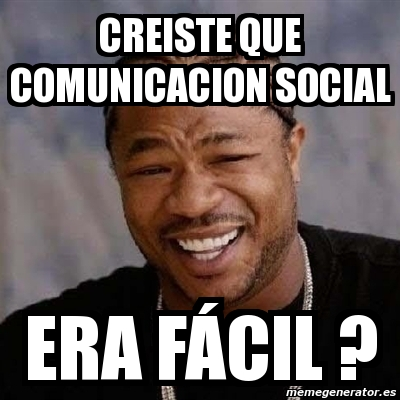 CREISTE QUE
COMUNICACION SOCIAL
ERA FÁCIL ?
memegenerator.es